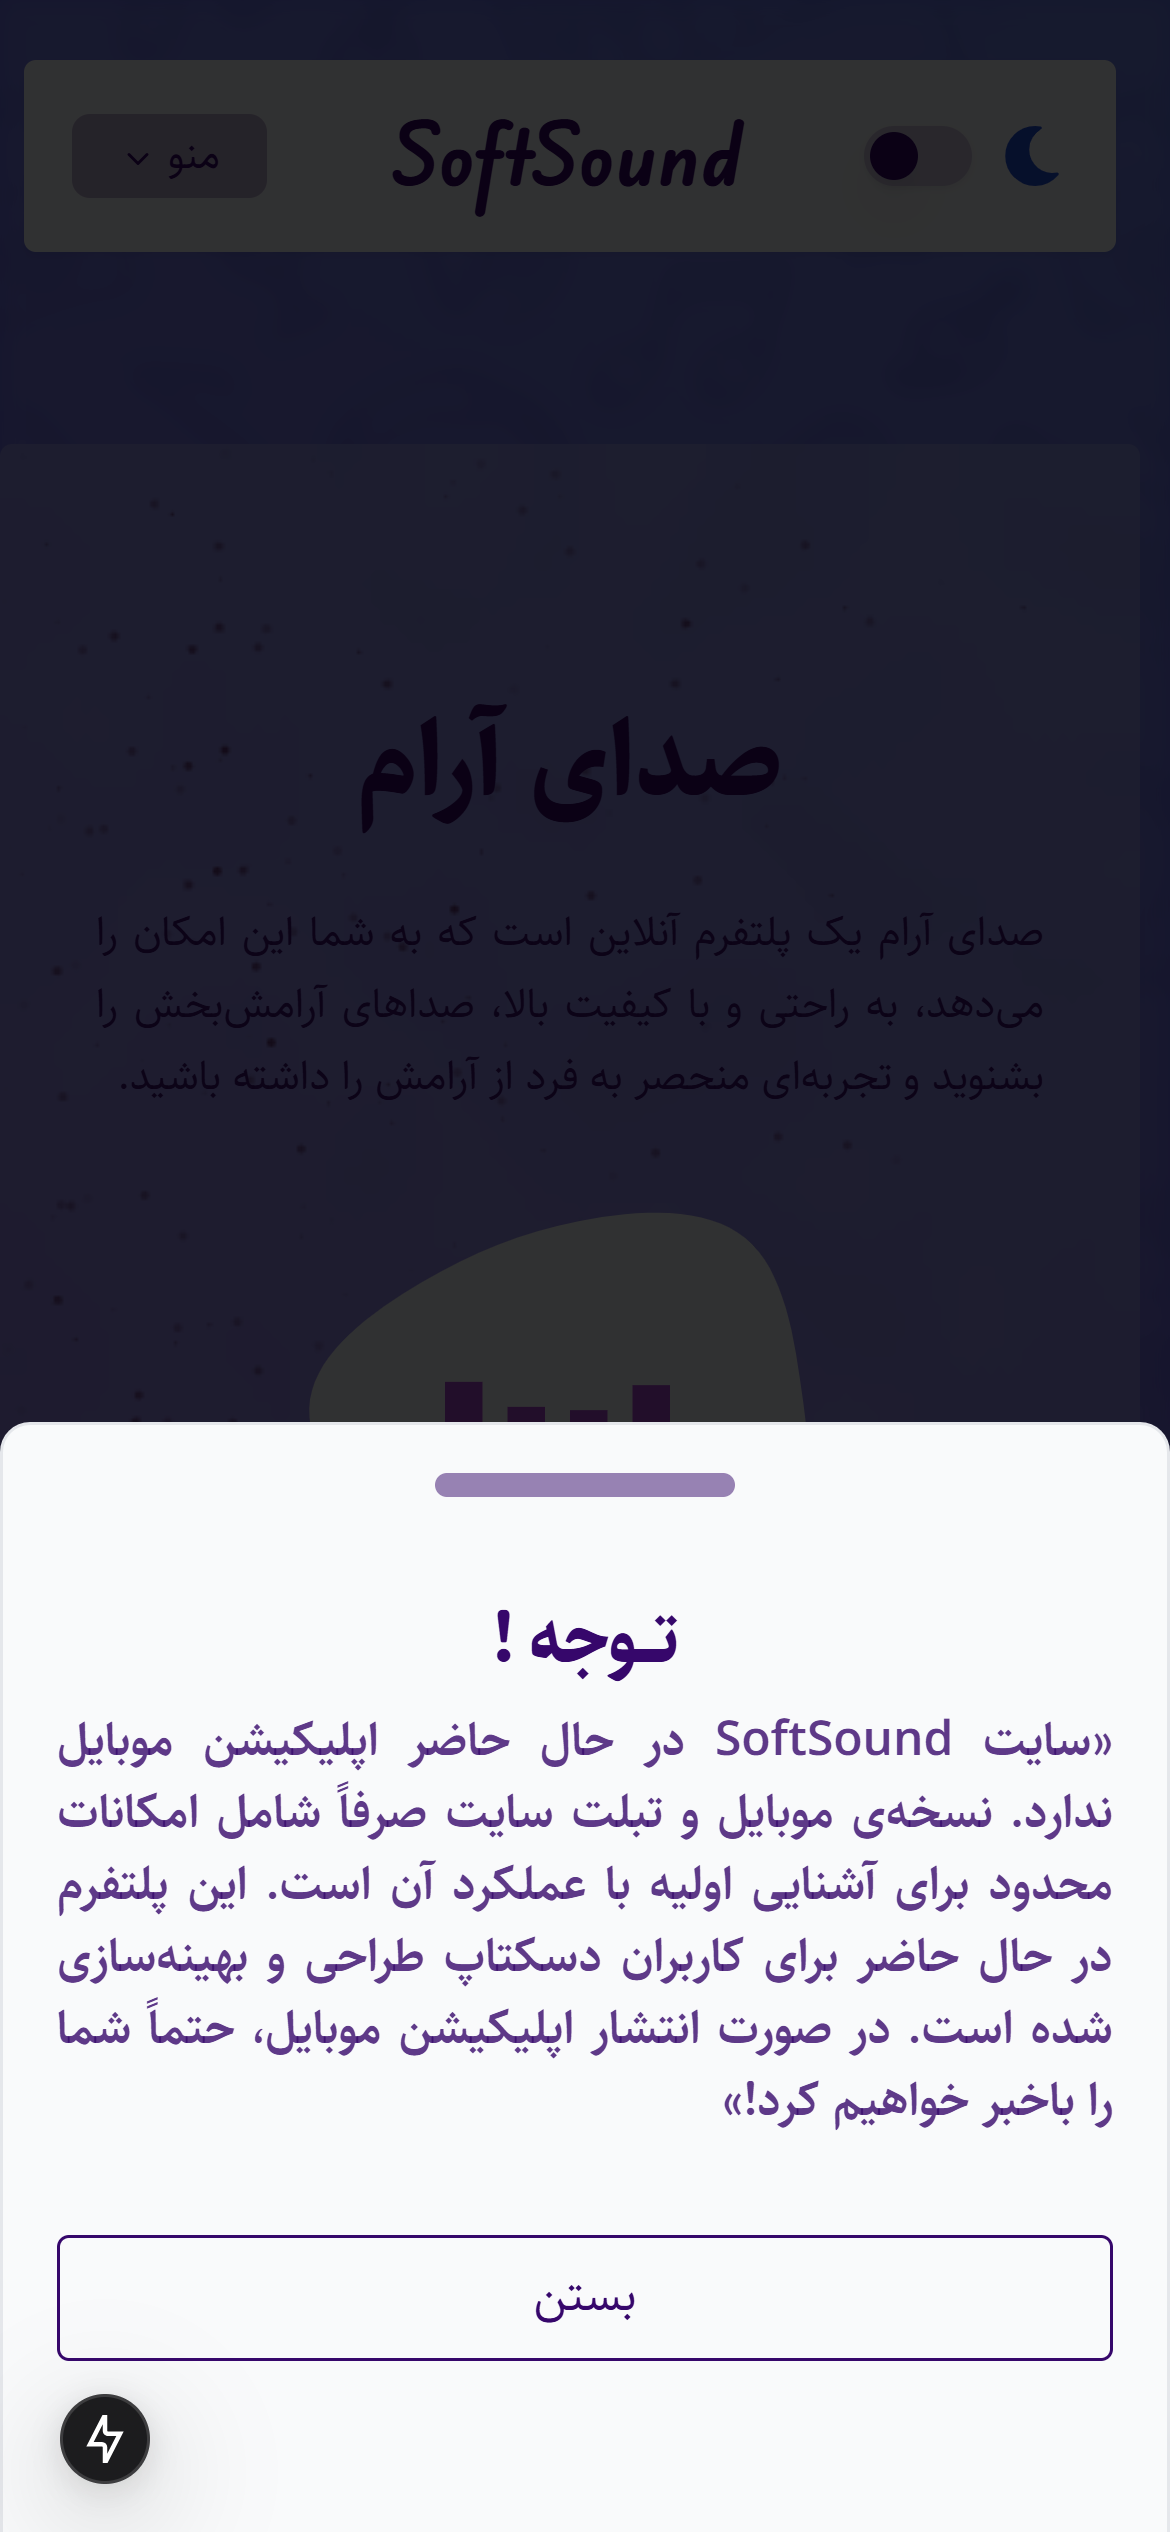 منو
SoftSound
صدای آرام
صدای آرام یک پلتفرم آنلاین است که به شما این امکان را
می‌دهد، به راحتی و با کیفیت بالا، صداهای آرامش‌بخش را
بشنوید و تجربه‌ای منحصر به فرد از آرامش را داشته باشید.
تـوجه !
«سایت SoftSound در حال حاضر اپلیکیشن موبایل
ندارد. نسخه‌ی موبایل و تبلت سایت صرفاً شامل امکانات
محدود برای آشنایی اولیه با عملکرد آن است. این پلتفرم
در حال حاضر برای کاربران دسکتاپ طراحی و بهینه‌سازی
شده است. در صورت انتشار اپلیکیشن موبایل، حتماً شما
را باخبر خواهیم کرد!»
بستن